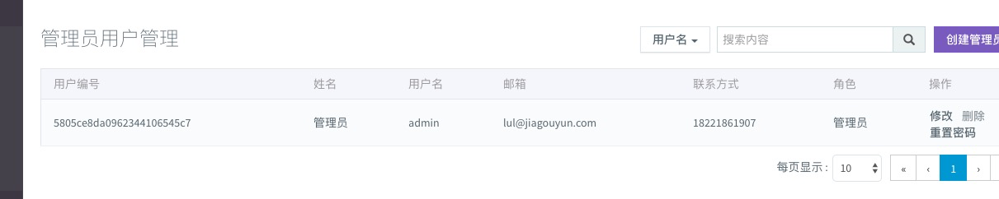 管理员用户管理
用户名 搜索内容 创建管理员
用户编号 姓名 用户名 邮箱 联系方式 角色 操作
5805ce8da0962344106545c7 管理员 admin lul@jiagouyun.com 18221861907 管理员 修改 删除
重置密码
每页显示: 10 « ‹ 1 ›